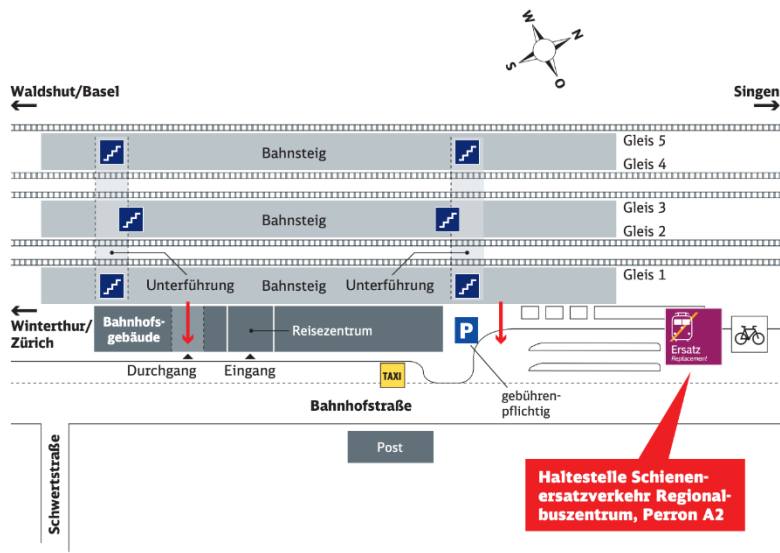 W
N
S
O
Waldshut/Basel
Singen
Bahnsteig
Gleis 5
Gleis 4
Bahnsteig
Gleis 3
Gleis 2
Unterführung
Bahnsteig
Unterführung
Gleis 1
Winterthur/
Zürich
Bahnhofs-
gebäude
Reisezentrum
P
Ersatz
Replacement
Durchgang
Eingang
TAXI
gebühren-
pflichtig
Bahnhofstraße
Schwertstraße
Post
Haltestelle Schienen-
ersatzverkehr Regional-
buszentrum, Perron A2